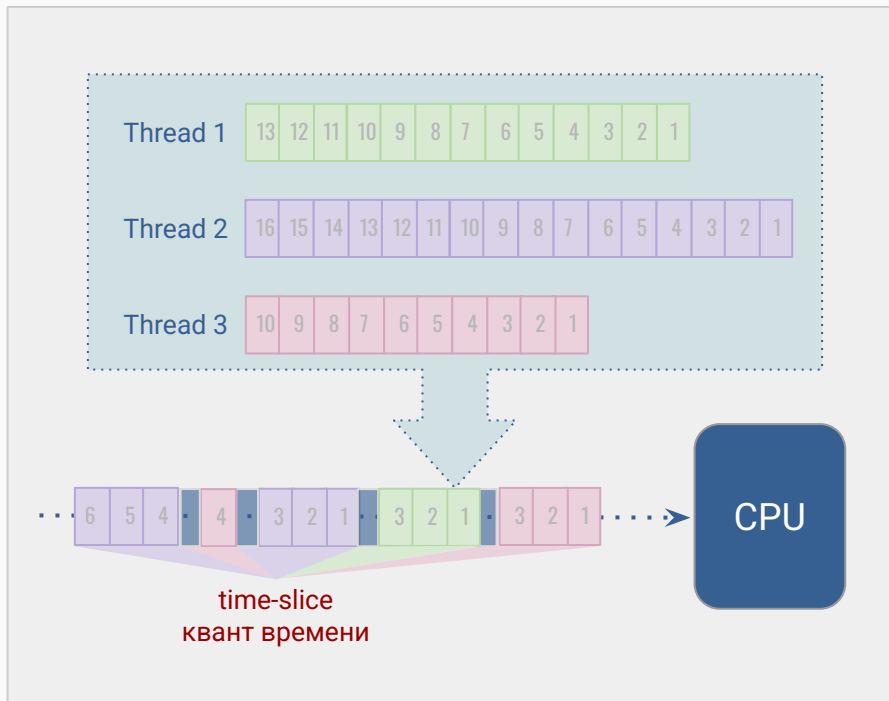 Thread 1 13 12 11 10 9 8 7 6 5 4 3 2 1
Thread 2 16 15 14 13 12 11 10 9 8 7 6 5 4 3 2 1
Thread 3 10 9 8 7 6 5 4 3 2 1
6 5 4 4 3 2 1 3 2 1 3 2 1
CPU
time-slice
квант времени